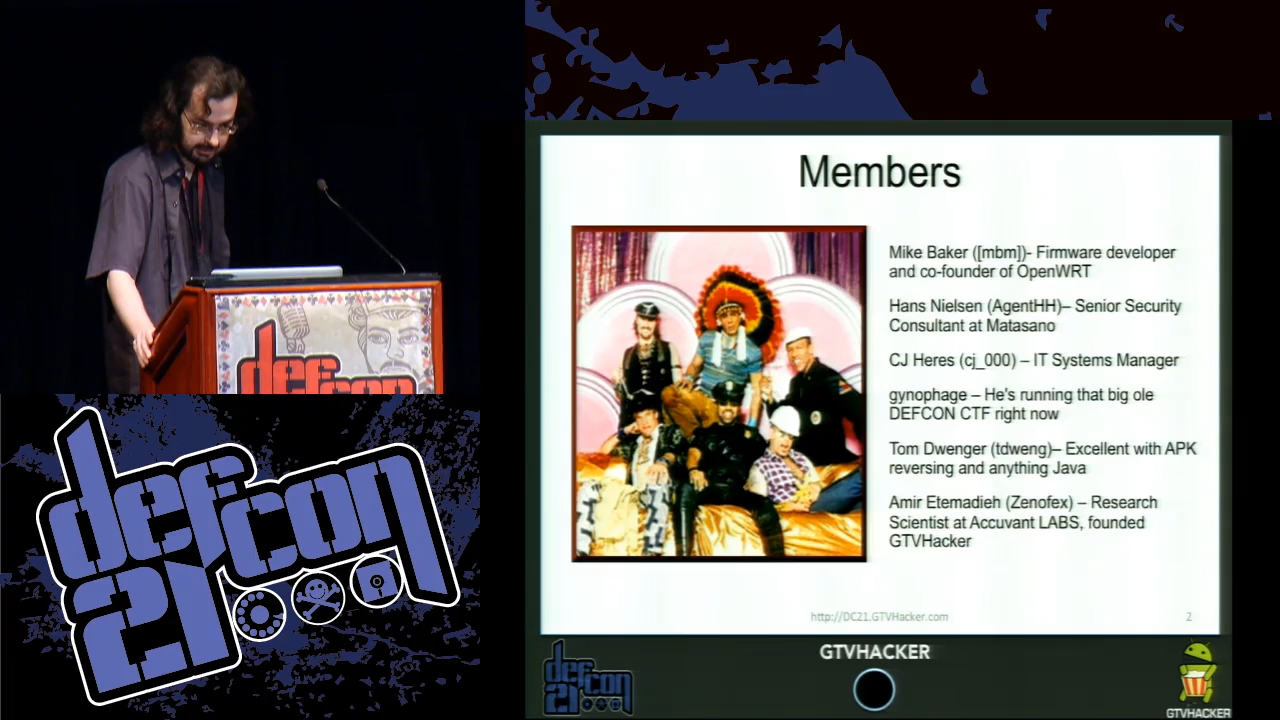 Members
Mike Baker ([mbm])- Firmware developer
and co-founder of OpenWRT
Hans Nielsen (AgentHH)– Senior Security
Consultant at Matasano
CJ Heres (cj_000) – IT Systems Manager
gynophage – He's running that big ole
DEFCON CTF right now
Tom Dwenger (tdweng)– Excellent with APK
reversing and anything Java
Amir Etemadieh (Zenofex) – Research
Scientist at Accuvant LABS, founded
GTVHacker
http://DC21.GTVHacker.com
2
GTVHACKER
defcon
21
GTVHACKER
defcon
defcon
21